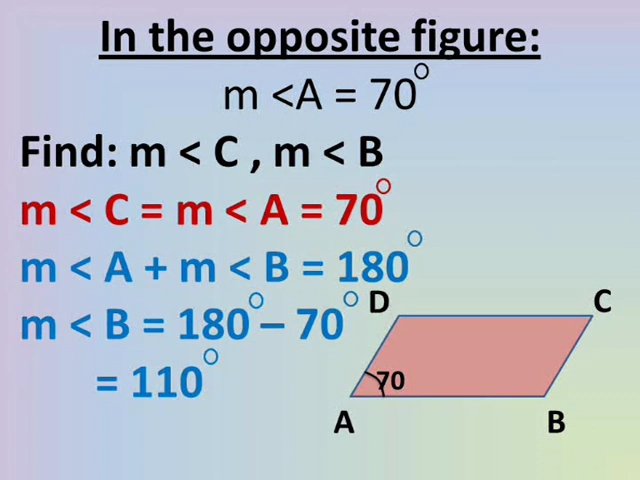 In the opposite figure:
m <A = 70°
Find: m < C , m < B
m < C = m < A = 70°
m < A + m < B = 180°
m < B = 180° – 70°
= 110°
D
C
70
A
B